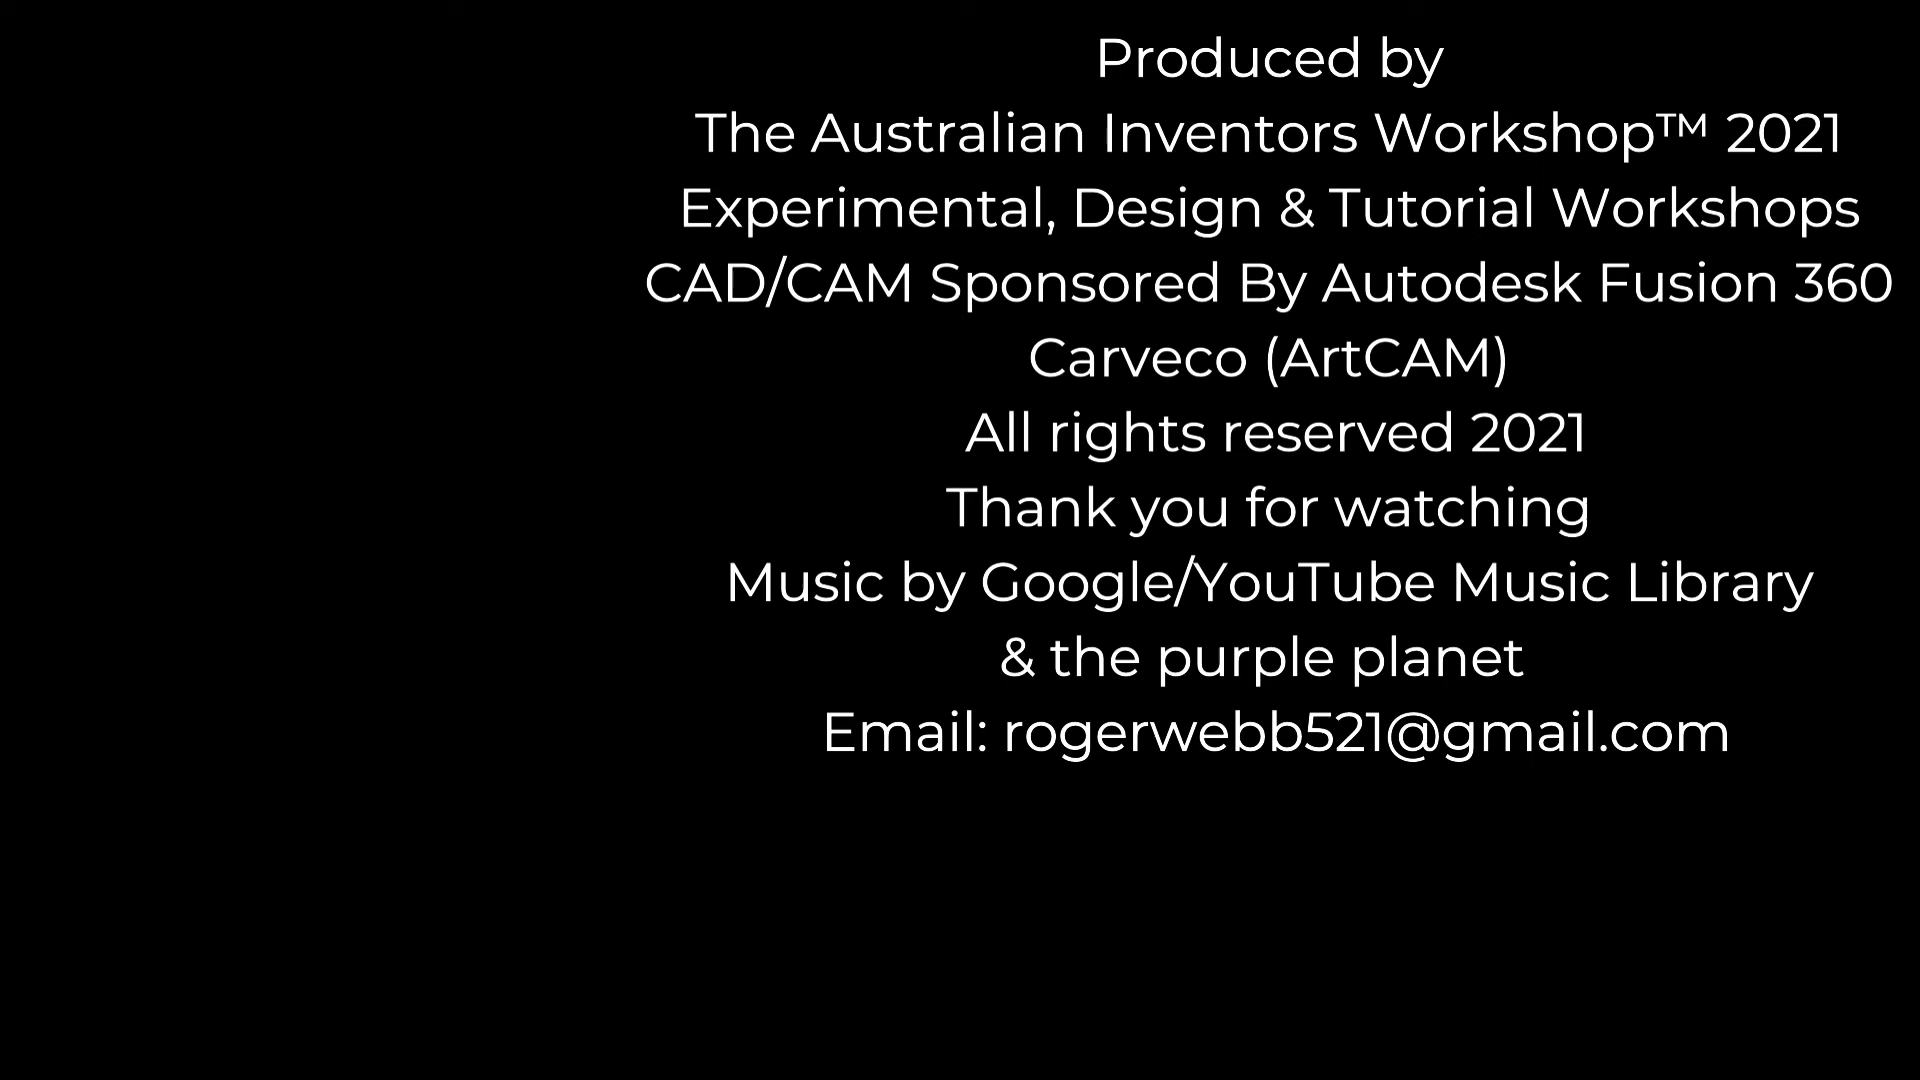 Produced by
The Australian Inventors Workshop™ 2021
Experimental, Design & Tutorial Workshops
CAD/CAM Sponsored By Autodesk Fusion 360
Carveco (ArtCAM)
All rights reserved 2021
Thank you for watching
Music by Google/YouTube Music Library
& the purple planet
Email: rogerwebb521@gmail.com